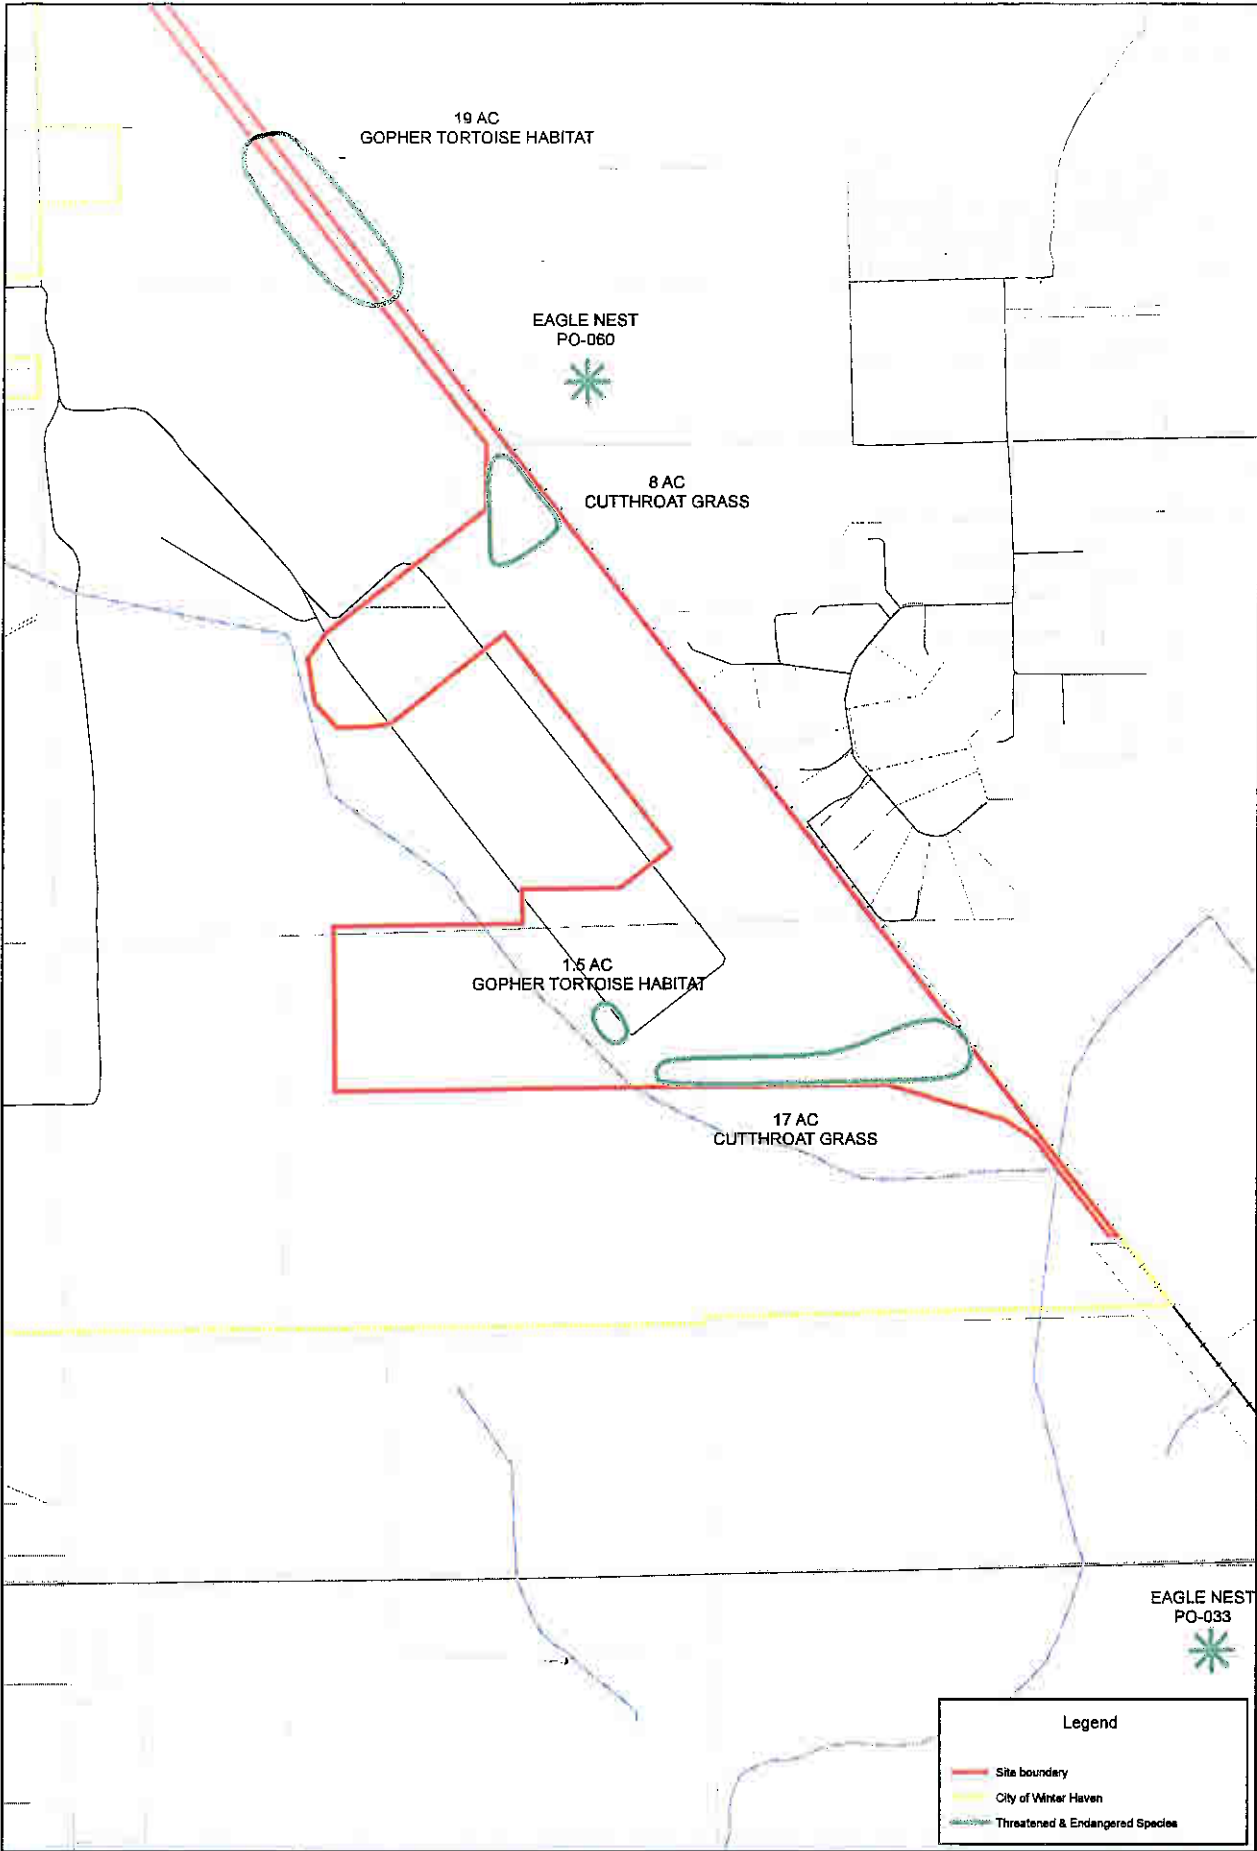 19 AC
GOPHER TORTOISE HABITAT
EAGLE NEST
PO-060
8 AC
CUTTHROAT GRASS
1.5 AC
GOPHER TORTOISE HABITAT
17 AC
CUTTHROAT GRASS
EAGLE NEST
PO-033
Legend
Site boundary
City of Winter Haven
Threatened & Endangered Species